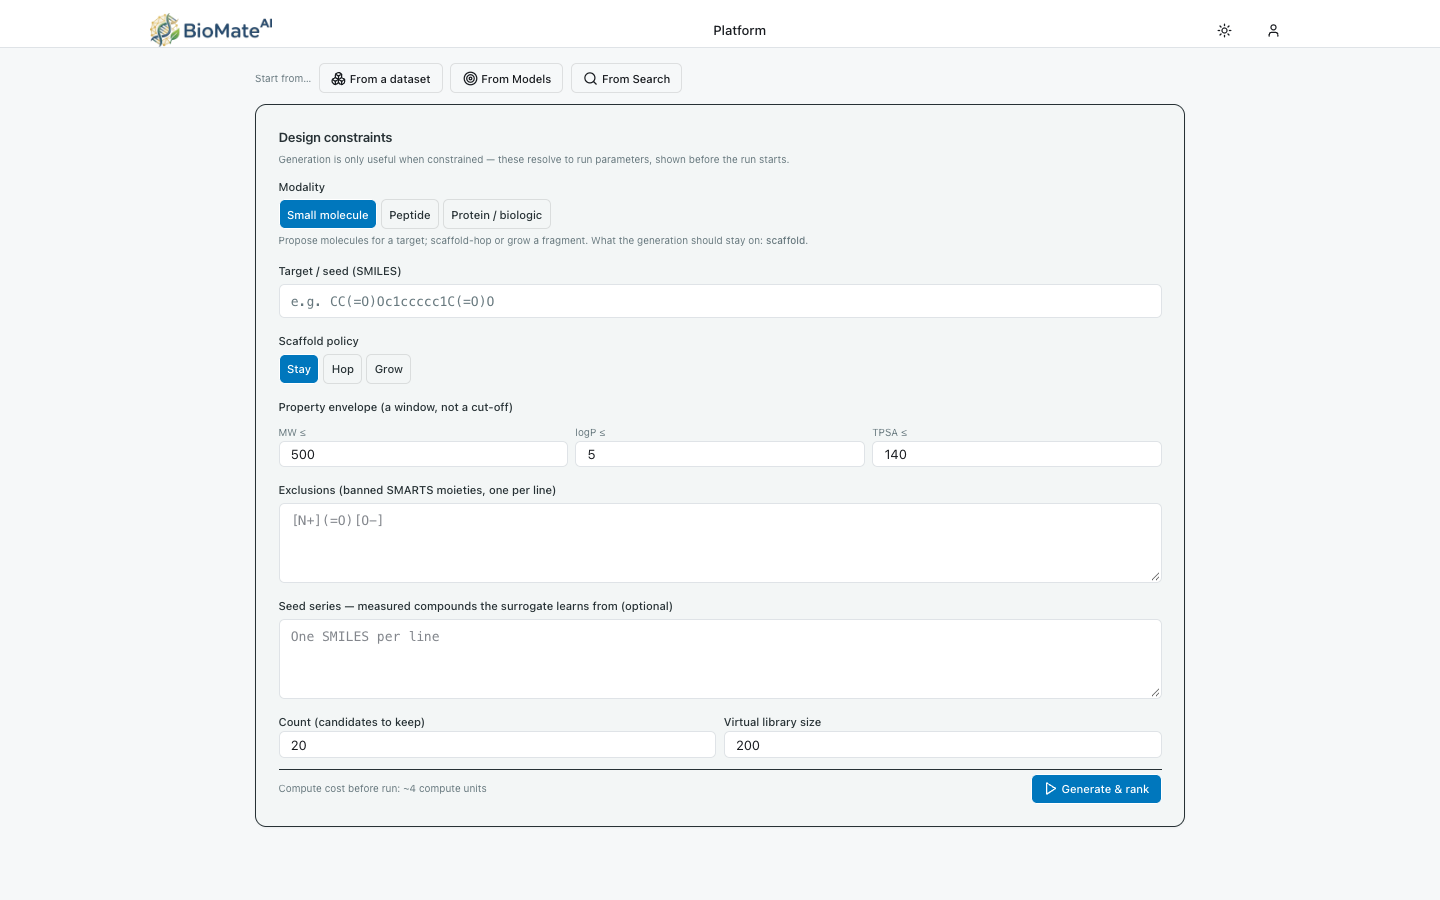 BioMateAI
Platform
Start from...
From a dataset
From Models
From Search
Design constraints
Generation is only useful when constrained — these resolve to run parameters, shown before the run starts.
Modality
Small molecule
Peptide
Protein / biologic
Propose molecules for a target; scaffold-hop or grow a fragment. What the generation should stay on: scaffold.
Target / seed (SMILES)
e.g. CC(=O)Oc1ccccc1C(=O)O
Scaffold policy
Stay
Hop
Grow
Property envelope (a window, not a cut-off)
MW ≤
logP ≤
TPSA ≤
500
5
140
Exclusions (banned SMARTS moieties, one per line)
[N+](=O)[O-]
Seed series — measured compounds the surrogate learns from (optional)
One SMILES per line
Count (candidates to keep)
Virtual library size
20
200
Compute cost before run: ~4 compute units
Generate & rank